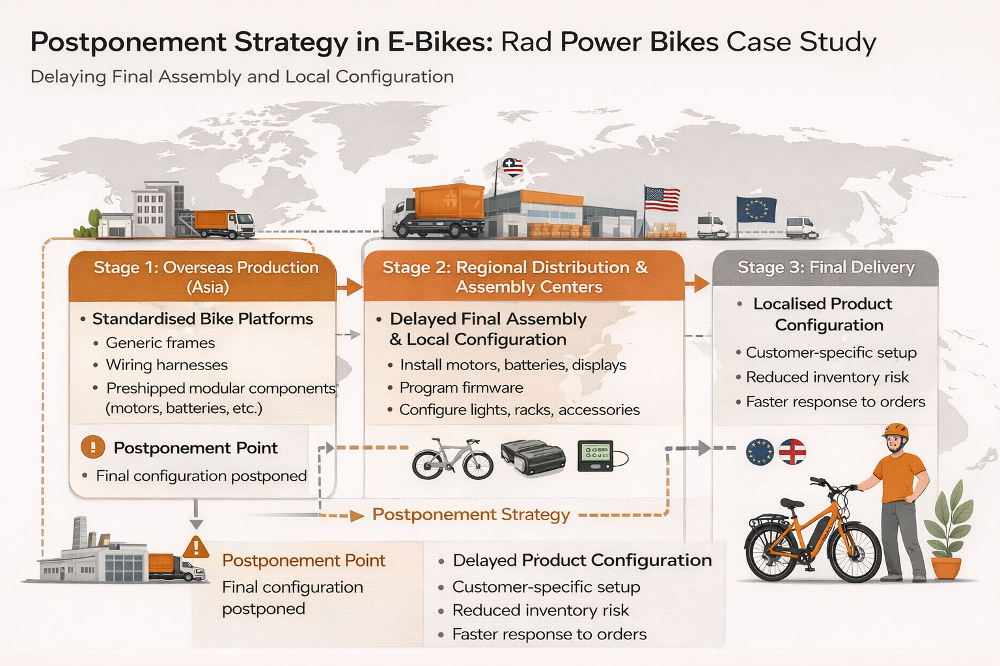 Postponement Strategy in E-Bikes: Rad Power Bikes Case Study
Delaying Final Assembly and Local Configuration
Stage 1: Overseas Production
(Asia)
• Standardised Bike Platforms
• Generic frames
• Wiring harnesses
• Preshipped modular components
(motors, batteries, etc.)
! Postponement Point
• Final configuration postponed
Stage 2: Regional Distribution &
Assembly Centers
• Delayed Final Assembly
& Local Configuration
• Install motors, batteries, displays
• Program firmware
• Configure lights, racks, accessories
Stage 3: Final Delivery
• Localised Product
Configuration
• Customer-specific setup
• Reduced inventory risk
• Faster response to orders
Postponement Strategy
! Postponement Point
Final configuration
postponed
• Delayed Product Configuration
• Customer-specific setup
• Reduced inventory risk
• Faster response to orders